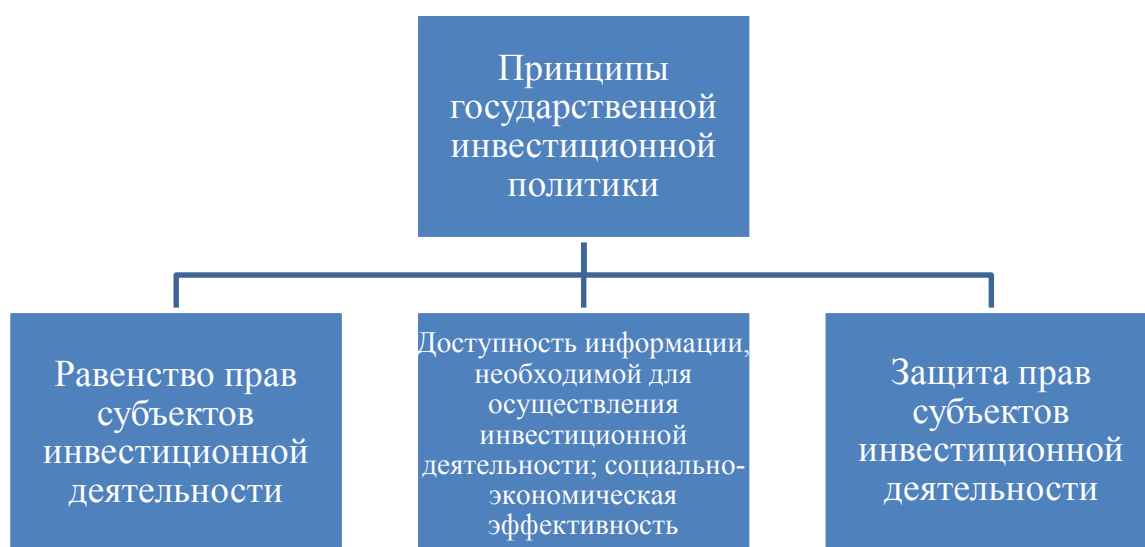 Принципы
государственной
инвестиционной
политики
Равенство прав
субъектов
инвестиционной
деятельности
Доступность информации,
необходимой для
осуществления
инвестиционной
деятельности; социально-
экономическая
эффективность
Защита прав
субъектов
инвестиционной
деятельности